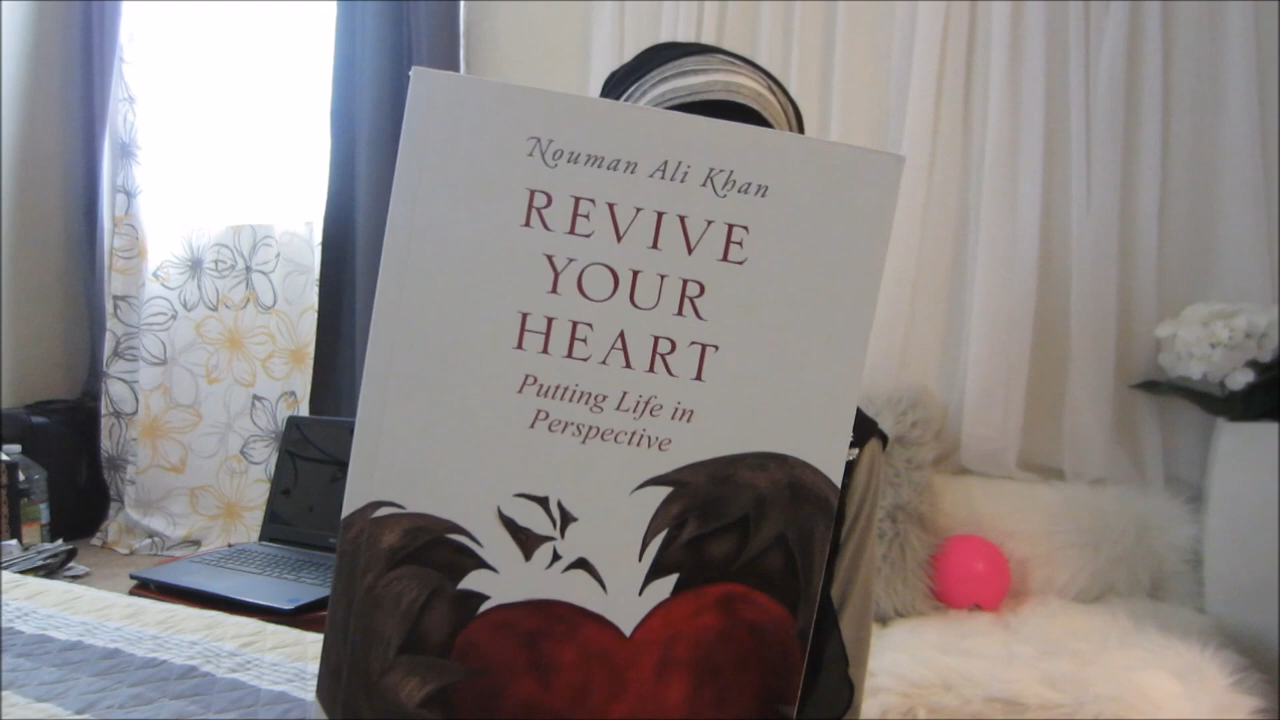 Nouman Ali Khan
REVIVE
YOUR
HEART
Putting Life in
Perspective